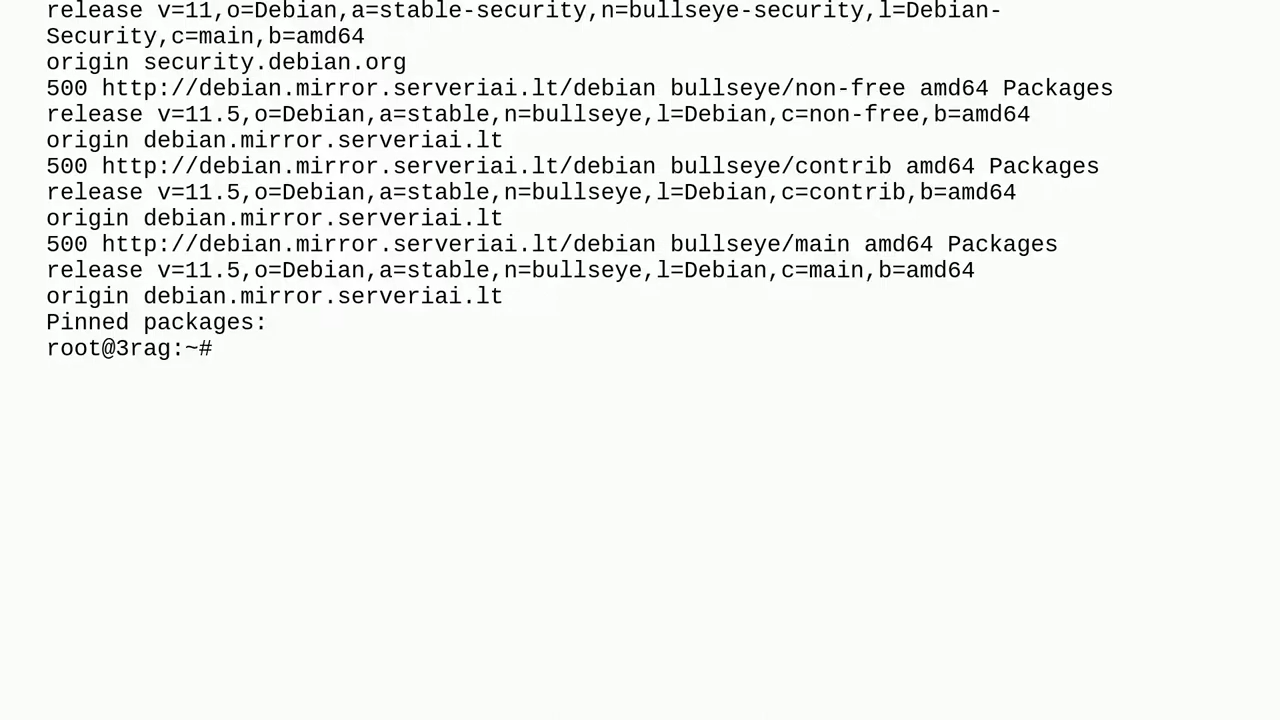 release v=11,o=Debian,a=stable-security,n=bullseye-security,l=Debian-
Security,c=main,b=amd64
origin security.debian.org
500 http://debian.mirror.serveriai.lt/debian bullseye/non-free amd64 Packages
release v=11.5,o=Debian,a=stable,n=bullseye,l=Debian,c=non-free,b=amd64
origin debian.mirror.serveriai.lt
500 http://debian.mirror.serveriai.lt/debian bullseye/contrib amd64 Packages
release v=11.5,o=Debian,a=stable,n=bullseye,l=Debian,c=contrib,b=amd64
origin debian.mirror.serveriai.lt
500 http://debian.mirror.serveriai.lt/debian bullseye/main amd64 Packages
release v=11.5,o=Debian,a=stable,n=bullseye,l=Debian,c=main,b=amd64
origin debian.mirror.serveriai.lt
Pinned packages:
root@3rag:~#